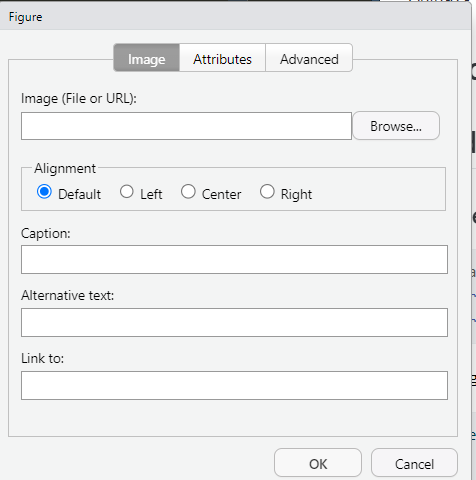 Figure
Image Attributes Advanced
Image (File or URL):
Browse...
Alignment
Default Left Center Right
Caption:
Alternative text:
Link to:
OK Cancel